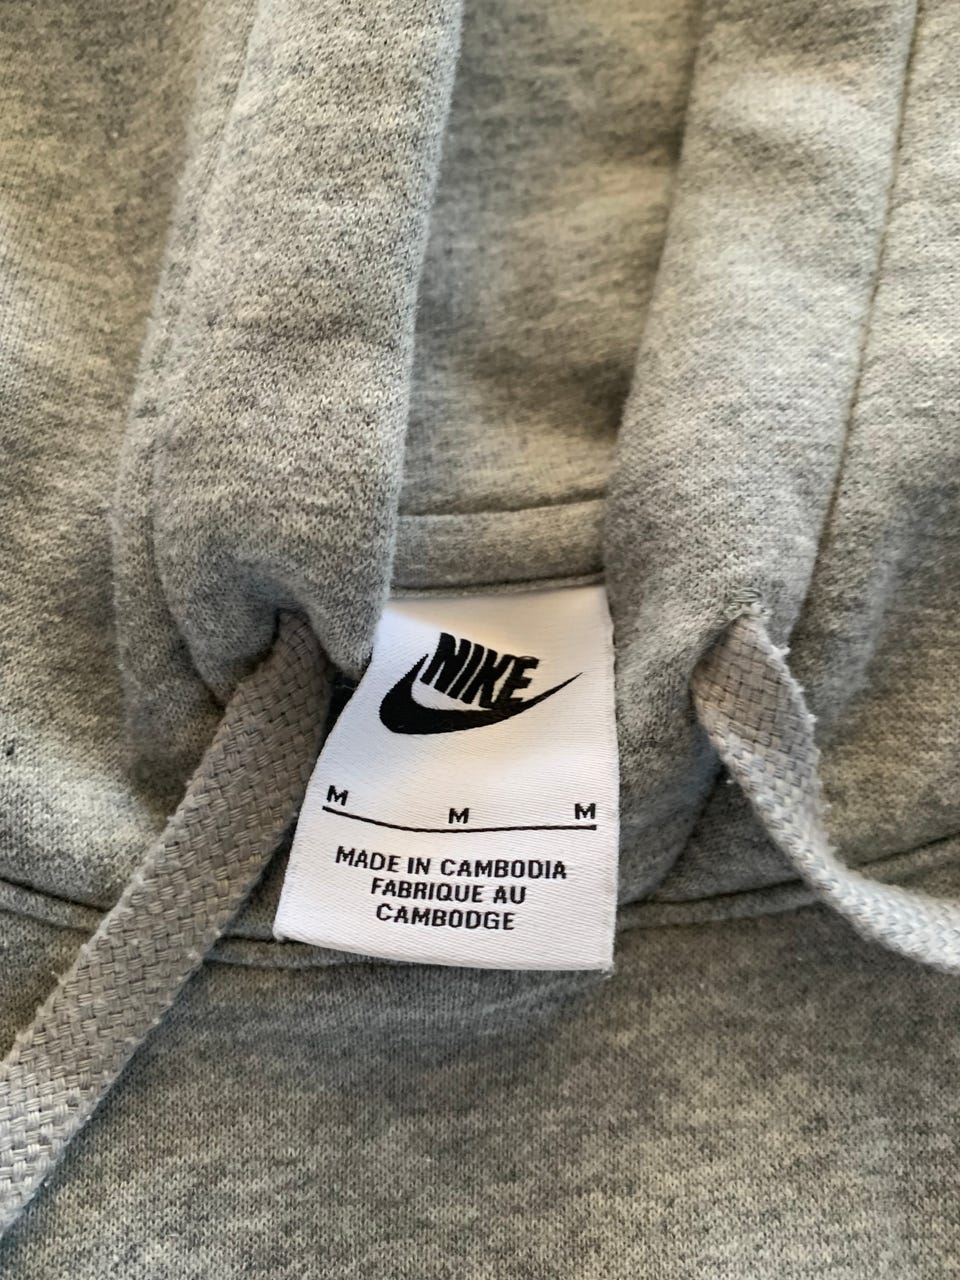 NIKE
M M M
MADE IN CAMBODIA
FABRIQUE AU
CAMBODGE